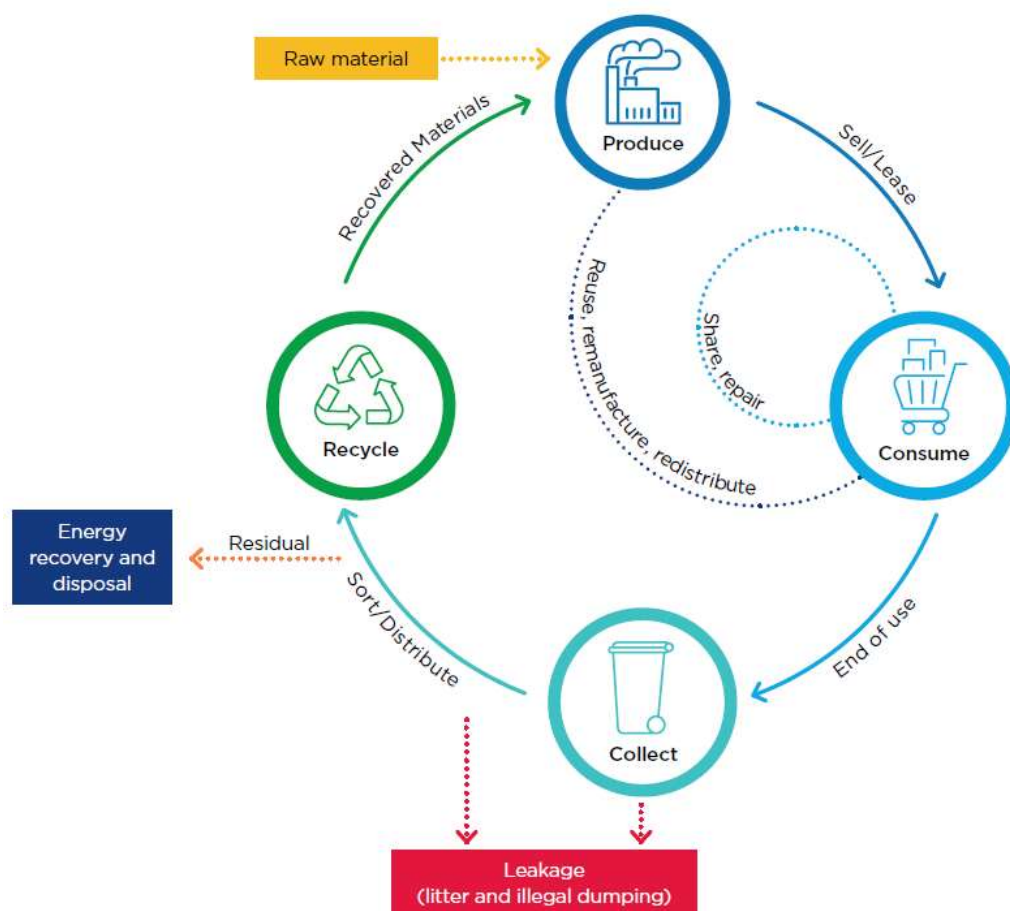 Raw material
Produce
Recovered Materials
Sell/Lease
Reuse, remanufacture, redistribute
Share, repair
Recycle
Consume
Energy
recovery and
disposal
Residual
Sort/Distribute
End of use
Collect
Leakage
(litter and illegal dumping)